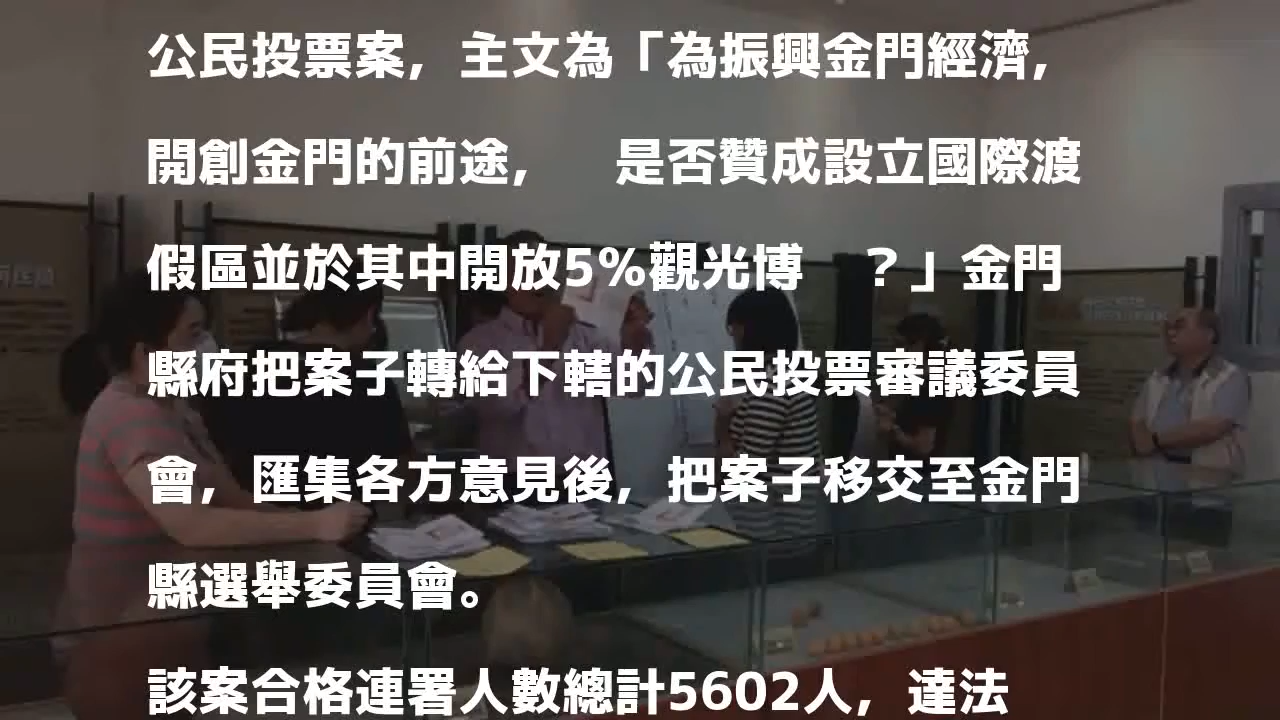 公民投票案，主文為「為振興金門經濟，
開創金門的前途，　是否贊成設立國際渡
假區並於其中開放5%觀光博　？」金門
縣府把案子轉給下轄的公民投票審議委員
會，匯集各方意見後，把案子移交至金門
縣選舉委員會。
該案合格連署人數總計5602人，達法